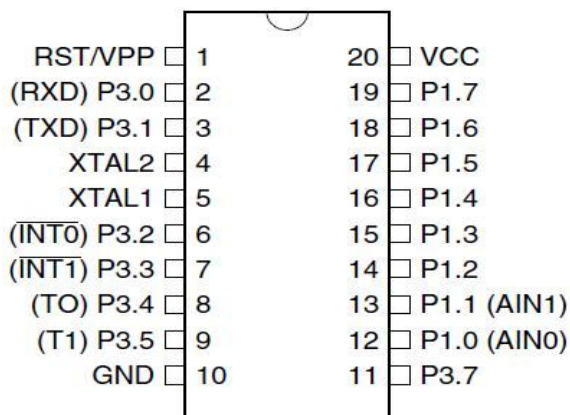 RST/VPP 1 20 VCC
(RXD) P3.0 2 19 P1.7
(TXD) P3.1 3 18 P1.6
XTAL2 4 17 P1.5
XTAL1 5 16 P1.4
(INT0) P3.2 6 15 P1.3
(INT1) P3.3 7 14 P1.2
(TO) P3.4 8 13 P1.1 (AIN1)
(T1) P3.5 9 12 P1.0 (AIN0)
GND 10 11 P3.7